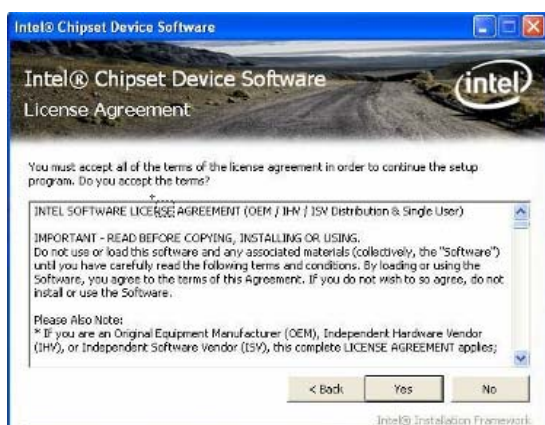 Intel® Chipset Device Software
Intel® Chipset Device Software
intel
License Agreement
You must accept all of the terms of the license agreement in order to continue the setup
program. Do you accept the terms?
INTEL SOFTWARE LICENSE AGREEMENT (OEM / IHV / ISV Distribution & Single User)
IMPORTANT - READ BEFORE COPYING, INSTALLING OR USING.
Do not use or load this software and any associated materials (collectively, the "Software")
until you have carefully read the following terms and conditions. By loading or using the
Software, you agree to the terms of this Agreement. If you do not wish to so agree, do not
install or use the Software.
Please Also Note:
* If you are an Original Equipment Manufacturer (OEM), Independent Hardware Vendor
(IHV), or Independent Software Vendor (ISV), this complete LICENSE AGREEMENT applies;
< Back
Yes
No
Intel® Installation Framework